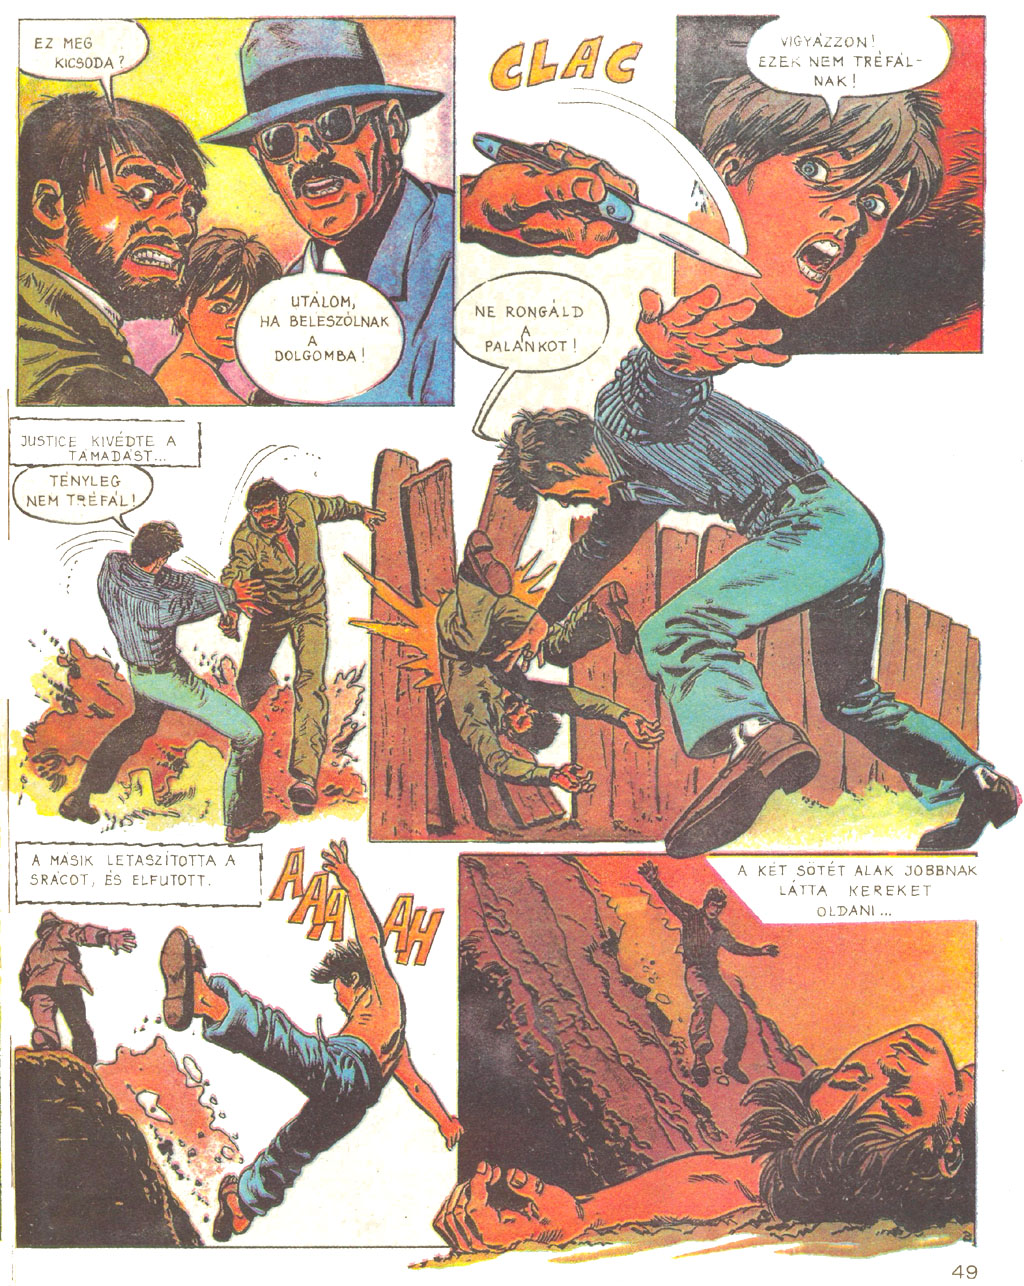 EZ MEG
KICSODA?
UTÁLOM,
HA BELESZÓLNAK
A
DOLGOMBA!
CLAC
VIGYÁZZON!
EZEK NEM TRÉFÁL-
NAK!
NE RONGÁLD
A
PALÁNKOT!
JUSTICE KIVÉDTE A
TÁMADÁST...
TÉNYLEG
NEM TRÉFÁL!
A MÁSIK LETASZÍTOTTA A
SRÁCOT, ÉS ELFUTOTT.
AAAAAH
A KÉT SÖTÉT ALAK JOBBNAK
LÁTTA KEREKET
OLDANI...
49